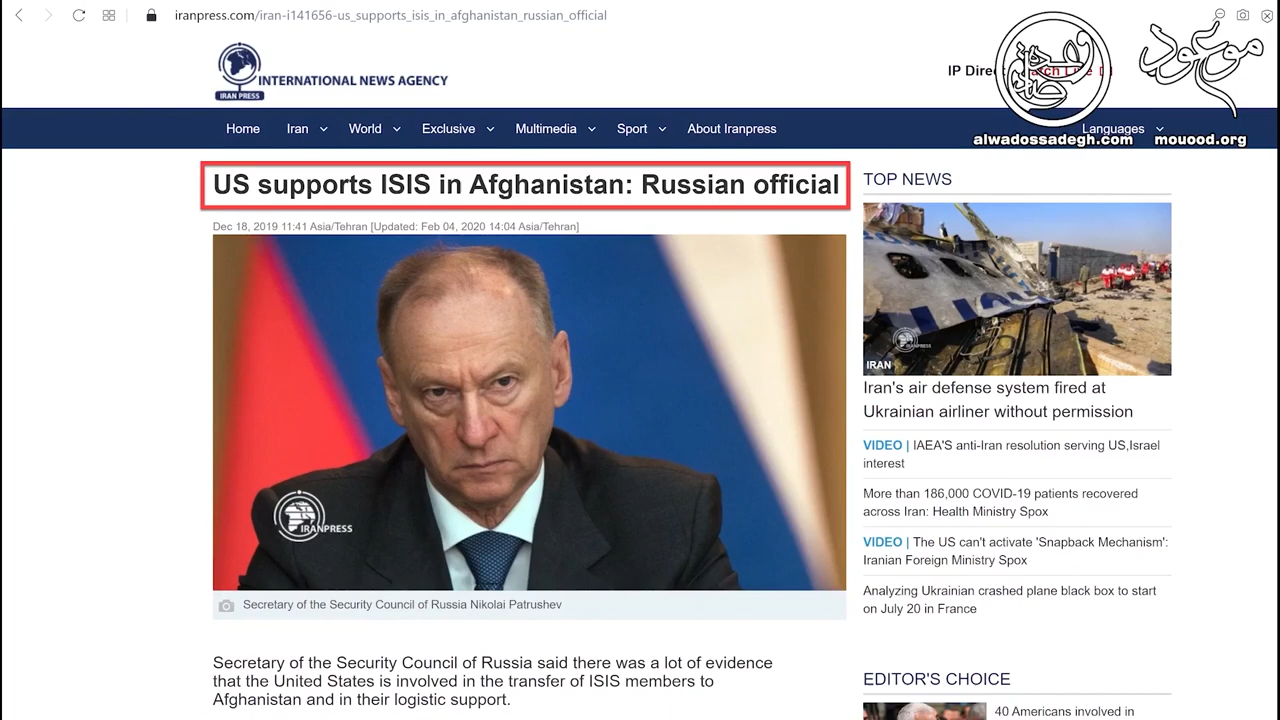 iranpress.com/iran-i141656-us_supports_isis_in_afghanistan_russian_official
INTERNATIONAL NEWS AGENCY
IRAN PRESS
IP Direct
موعود
alwadossadegh.com
mouood.org
Home
Iran
World
Exclusive
Multimedia
Sport
About Iranpress
Languages
US supports ISIS in Afghanistan: Russian official
Dec 18, 2019 11:41 Asia/Tehran [Updated: Feb 04, 2020 14:04 Asia/Tehran]
IRANPRESS
Secretary of the Security Council of Russia Nikolai Patrushev
Secretary of the Security Council of Russia said there was a lot of evidence
that the United States is involved in the transfer of ISIS members to
Afghanistan and in their logistic support.
TOP NEWS
IRANPRESS
IRAN
Iran's air defense system fired at
Ukrainian airliner without permission
VIDEO | IAEA'S anti-Iran resolution serving US,Israel
interest
More than 186,000 COVID-19 patients recovered
across Iran: Health Ministry Spox
VIDEO | The US can't activate 'Snapback Mechanism':
Iranian Foreign Ministry Spox
Analyzing Ukrainian crashed plane black box to start
on July 20 in France
EDITOR'S CHOICE
40 Americans involved in